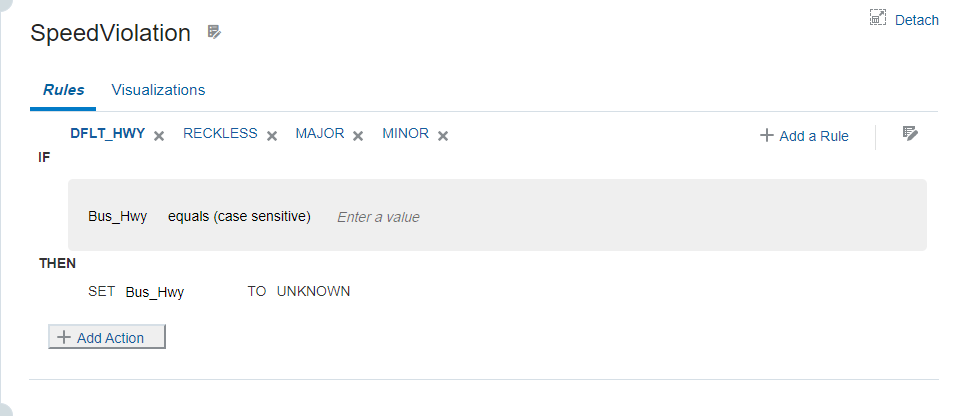 SpeedViolation
Detach
Rules Visualizations
DFLT_HWY RECKLESS MAJOR MINOR Add a Rule
IF
Bus_Hwy equals (case sensitive) Enter a value
THEN
SET Bus_Hwy TO UNKNOWN
Add Action